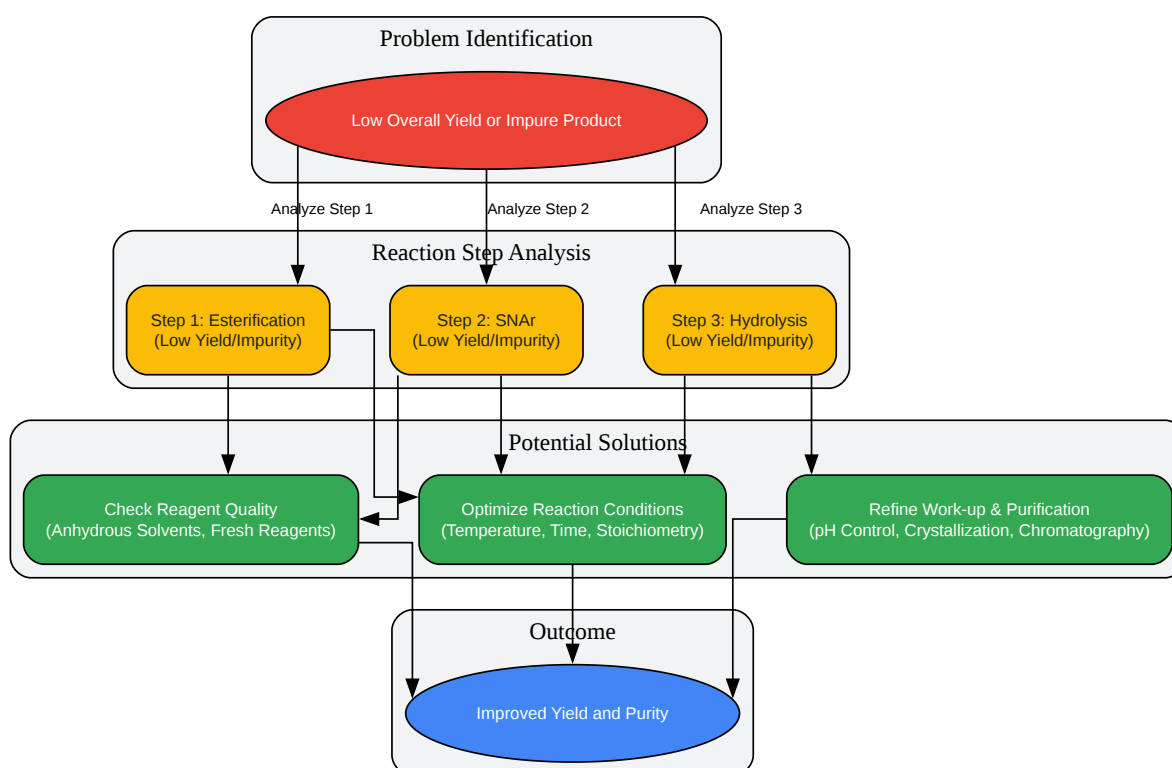 Problem Identification
Low Overall Yield or Impure Product
Analyze Step 1
Analyze Step 2
Analyze Step 3
Reaction Step Analysis
Step 1: Esterification
(Low Yield/Impurity)
Step 2: SNAr
(Low Yield/Impurity)
Step 3: Hydrolysis
(Low Yield/Impurity)
Potential Solutions
Check Reagent Quality
(Anhydrous Solvents, Fresh Reagents)
Optimize Reaction Conditions
(Temperature, Time, Stoichiometry)
Refine Work-up & Purification
(pH Control, Crystallization, Chromatography)
Outcome
Improved Yield and Purity